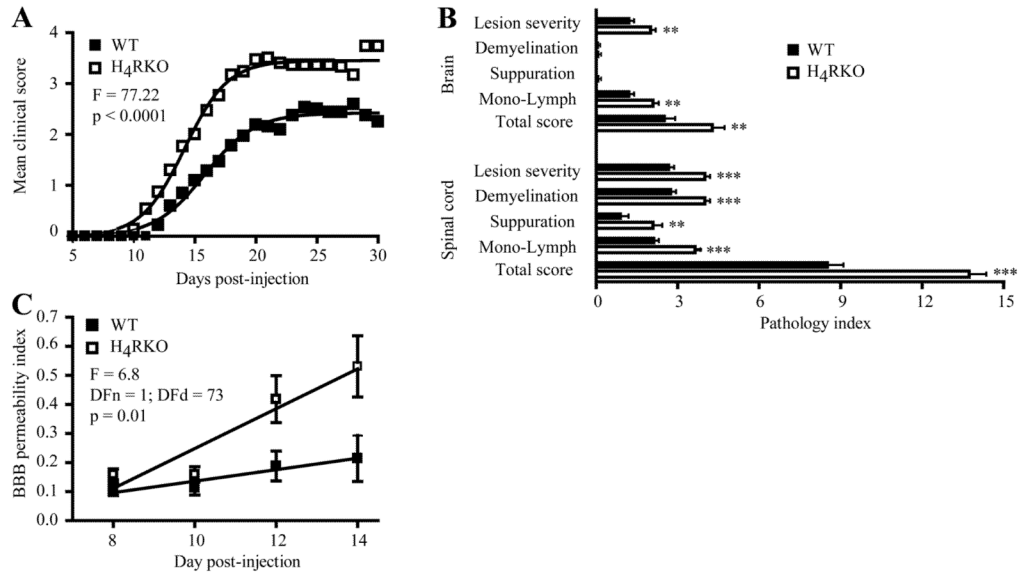 A
Mean clinical score
4
3
2
1
0
WT
H4RKO
F = 77.22
p < 0.0001
5 10 15 20 25 30
Days post-injection
B
Brain
Lesion severity
**
Demyelination
Suppuration
Mono-Lymph
**
Total score
**
WT
H4RKO
Spinal cord
Lesion severity
***
Demyelination
***
Suppuration
**
Mono-Lymph
***
Total score
***
0 3 6 9 12 15
Pathology index
C
BBB permeability index
0.7
0.6
0.5
0.4
0.3
0.2
0.1
0.0
WT
H4RKO
F = 6.8
DFn = 1; DFd = 73
p = 0.01
8 10 12 14
Day post-injection